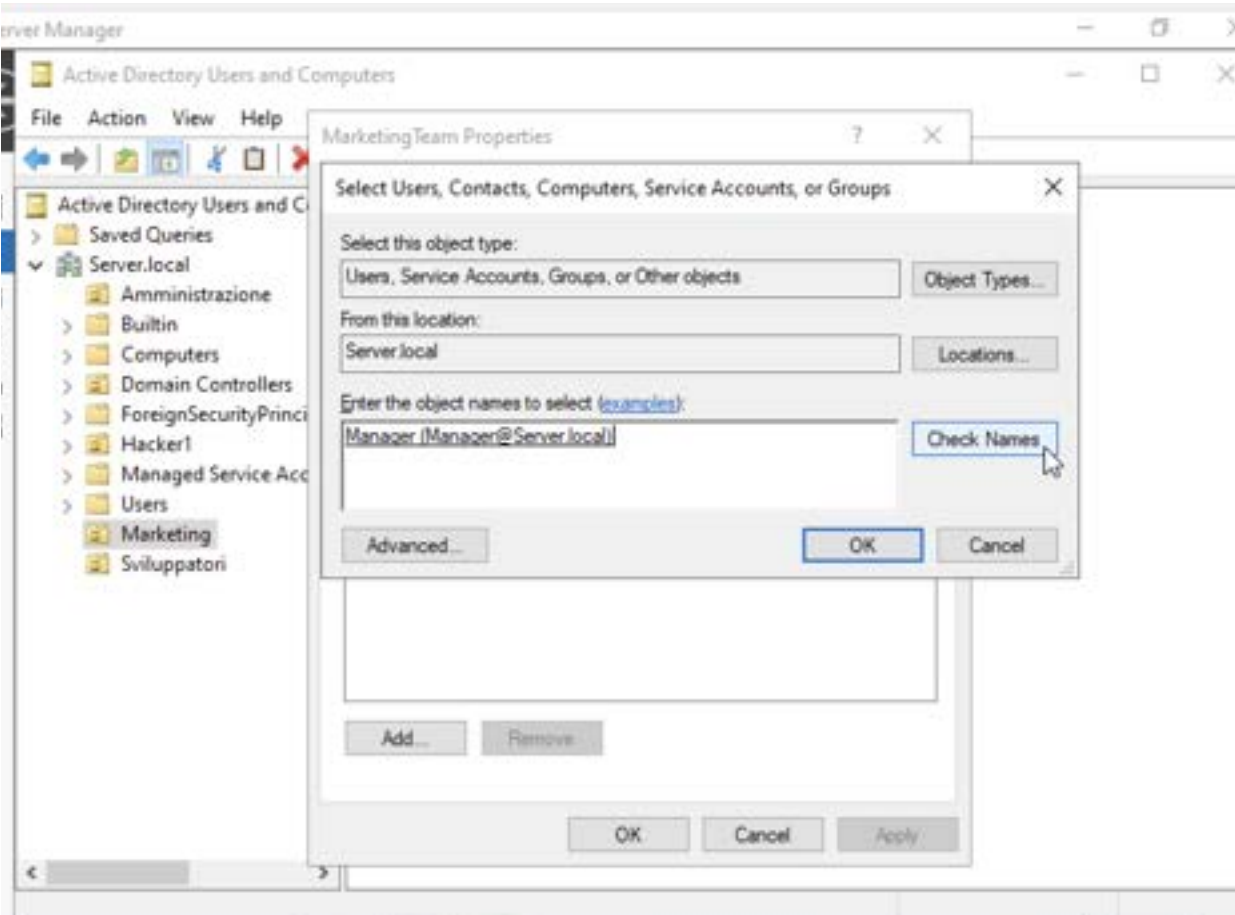 erver Manager
Active Directory Users and Computers
File Action View Help
MarketingTeam Properties
Select Users, Contacts, Computers, Service Accounts, or Groups
Active Directory Users and C
Saved Queries
Server.local
Amministrazione
Builtin
Computers
Domain Controllers
ForeignSecurityPrinci
Hacker1
Managed Service Acc
Users
Marketing
Sviluppatori
Select this object type:
Users, Service Accounts, Groups, or Other objects
Object Types...
From this location:
Server.local
Locations...
Enter the object names to select (examples):
Manager (Manager@Server.local)
Check Names
Advanced...
OK
Cancel
Add...
Remove
OK
Cancel
Apply